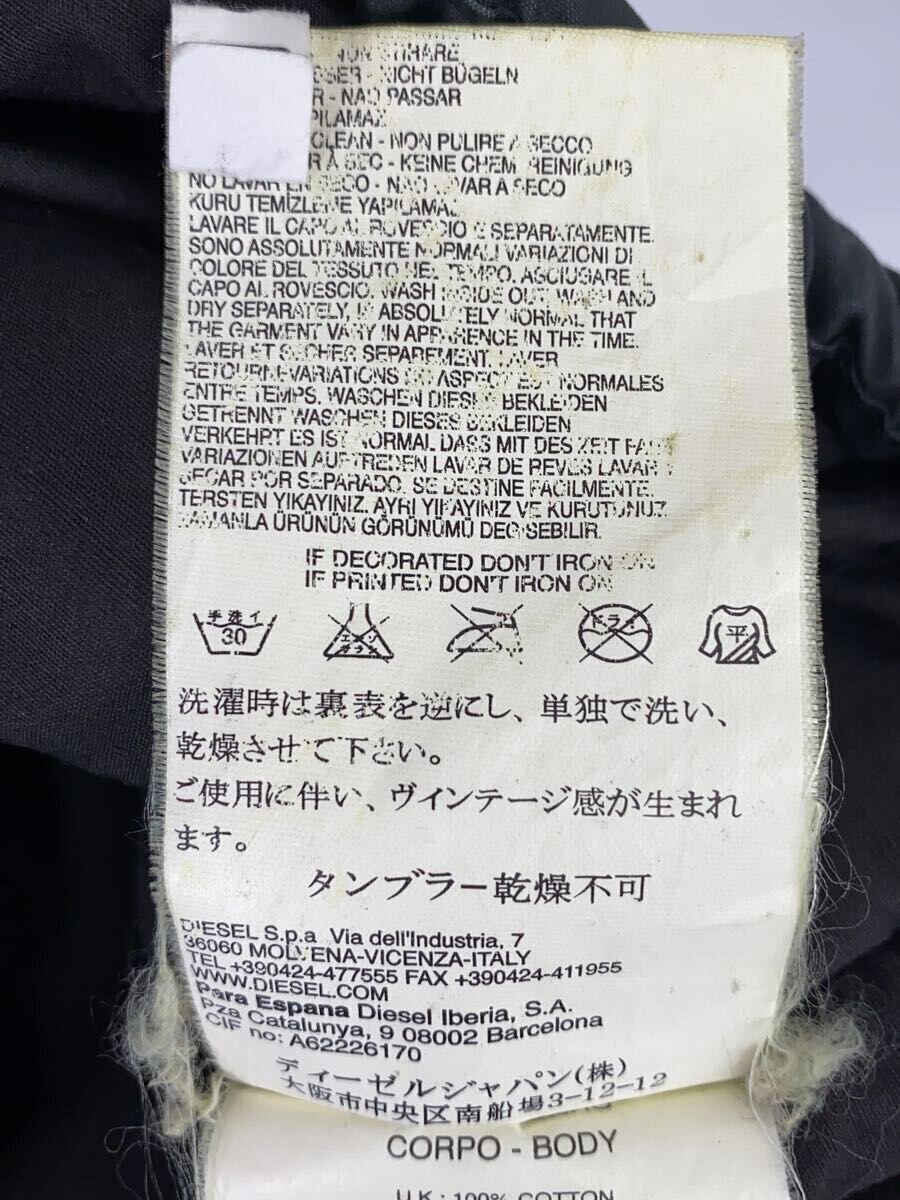 NON STIRARE
- NICHT BÜGELN
- NAO PASSAR
CLEAN - NON PULIRE A SECCO
À SEC - KEINE CHEM. REINIGUNG
NO LAVAR EN SECO - NAO LAVAR A SECO
KURU TEMIZLEME YAPILAMAZ
LAVARE IL CAPO AL ROVESCIO E SEPARATAMENTE.
SONO ASSOLUTAMENTE NORMALI VARIAZIONI DI
COLORE DEL TESSUTO NEL TEMPO. ASCIUGARE IL
CAPO AL ROVESCIO. WASH INSIDE OUT, WASH AND
DRY SEPARATELY, IS ABSOLUTELY NORMAL THAT
THE GARMENT VARY IN APPARENCE IN THE TIME.
LAVER ET SECHER SEPAREMENT. LAVER
RETOURNE. VARIATIONS D'ASPECT EST NORMALES
ENTRE TEMPS. WASCHEN DIESES BEKLEIDEN
GETRENNT WASCHEN DIESES BEKLEIDEN
VERKEHPT ES IST NORMAL DASS MIT DES ZEIT
VARIAZIONEN AUFTREDEN LAVAR DE REVES LAVAR Y
SECAR POR SEPARADO. SE DESTINE FACILMENTE.
TERSTEN YIKAYINIZ. AYRI YIKAYINIZ VE KURUTUNUZ.
ZAMANLA ÜRÜNÜN GÖRÜNÜMÜ DEGISEBILIR.
IF DECORATED DON'T IRON ON
IF PRINTED DON'T IRON ON
手洗イ 30 エンソサラシ ドライ 平
洗濯時は裏表を逆にし、単独で洗い、
乾燥させて下さい。
ご使用に伴い、ヴィンテージ感が生まれ
ます。
タンブラー乾燥不可
DIESEL S.p.a Via dell'Industria, 7
36060 MOLVENA-VICENZA-ITALY
TEL +390424-477555 FAX +390424-411955
WWW.DIESEL.COM
Para Espana Diesel Iberia, S.A.
Pza Catalunya, 9 08002 Barcelona
CIF no: A62226170
ディーゼルジャパン(株)
大阪市中央区南船場3-12-12
CORPO - BODY
U.K: 100% COTTON